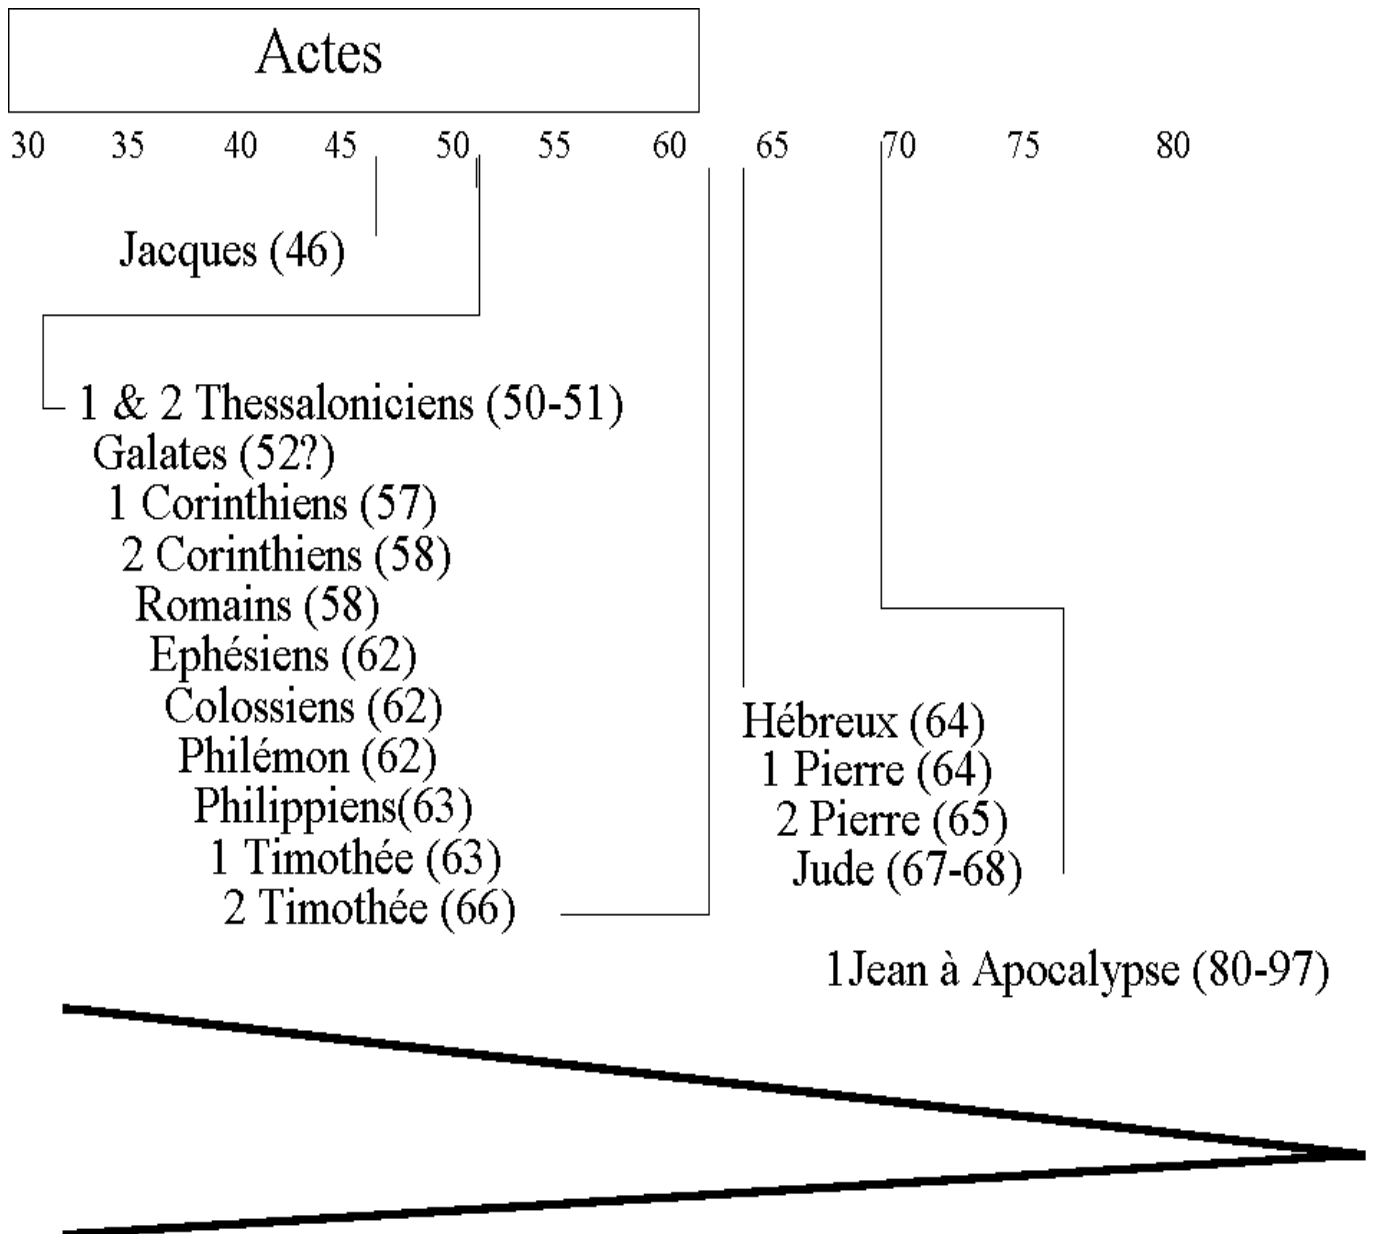 Actes
30 35 40 45 50 55 60 65 70 75 80
Jacques (46)
1 & 2 Thessaloniciens (50-51)
Galates (52?)
1 Corinthiens (57)
2 Corinthiens (58)
Romains (58)
Ephésiens (62)
Colossiens (62)
Philémon (62)
Philippiens(63)
1 Timothée (63)
2 Timothée (66)
Hébreux (64)
1 Pierre (64)
2 Pierre (65)
Jude (67-68)
1Jean à Apocalypse (80-97)